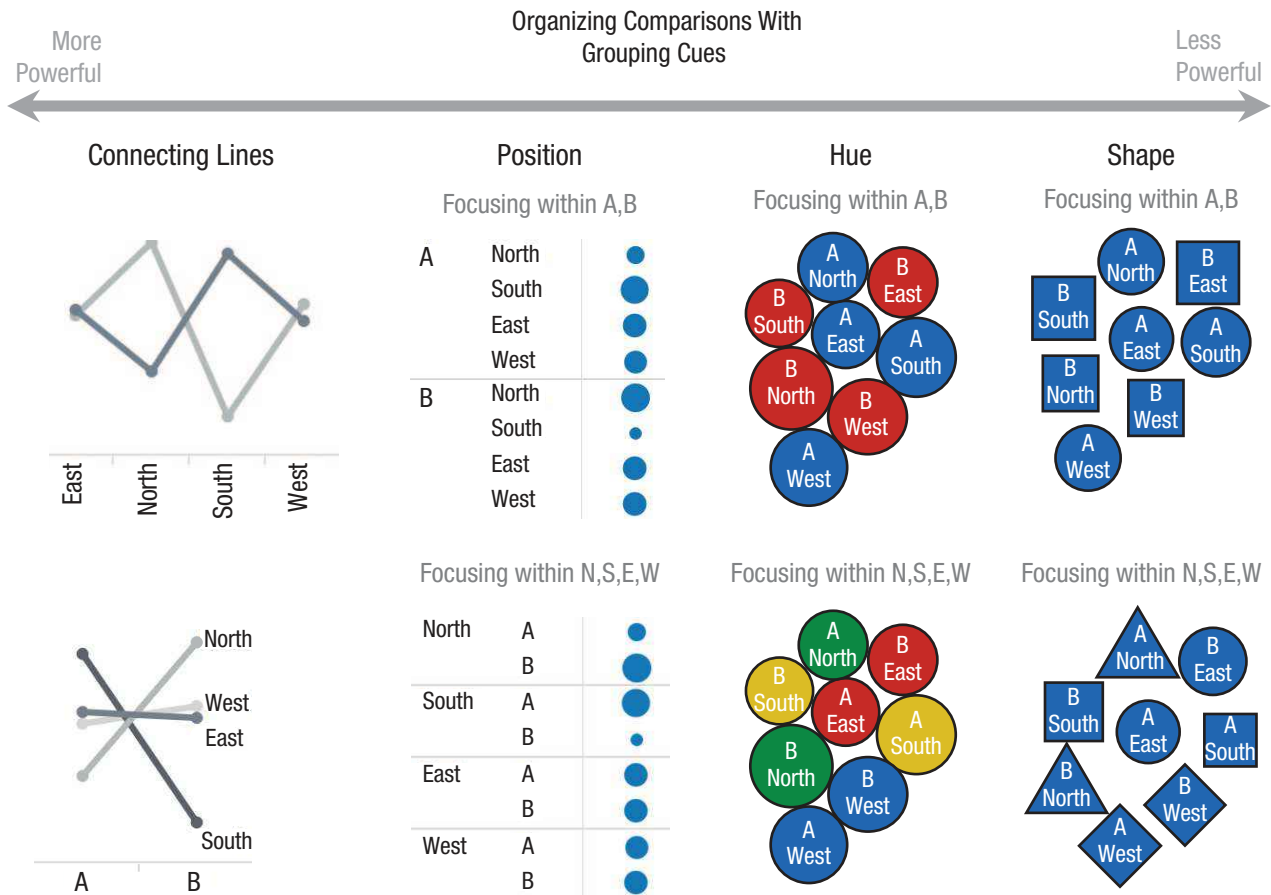 Organizing Comparisons With
Grouping Cues
More
Powerful
Less
Powerful
Connecting Lines
Position
Hue
Shape
East
North
South
West
Focusing within A,B
A
North
South
East
West
B
North
South
East
West
Focusing within A,B
A
North
B
East
B
South
A
East
A
South
B
North
B
West
A
West
Focusing within A,B
A
North
B
East
B
South
A
East
A
South
B
North
B
West
A
West
North
West
East
South
A
B
Focusing within N,S,E,W
North A
B
South A
B
East A
B
West A
B
Focusing within N,S,E,W
A
North
B
East
B
South
A
East
A
South
B
North
B
West
A
West
Focusing within N,S,E,W
A
North
B
East
B
South
A
East
A
South
B
North
B
West
A
West